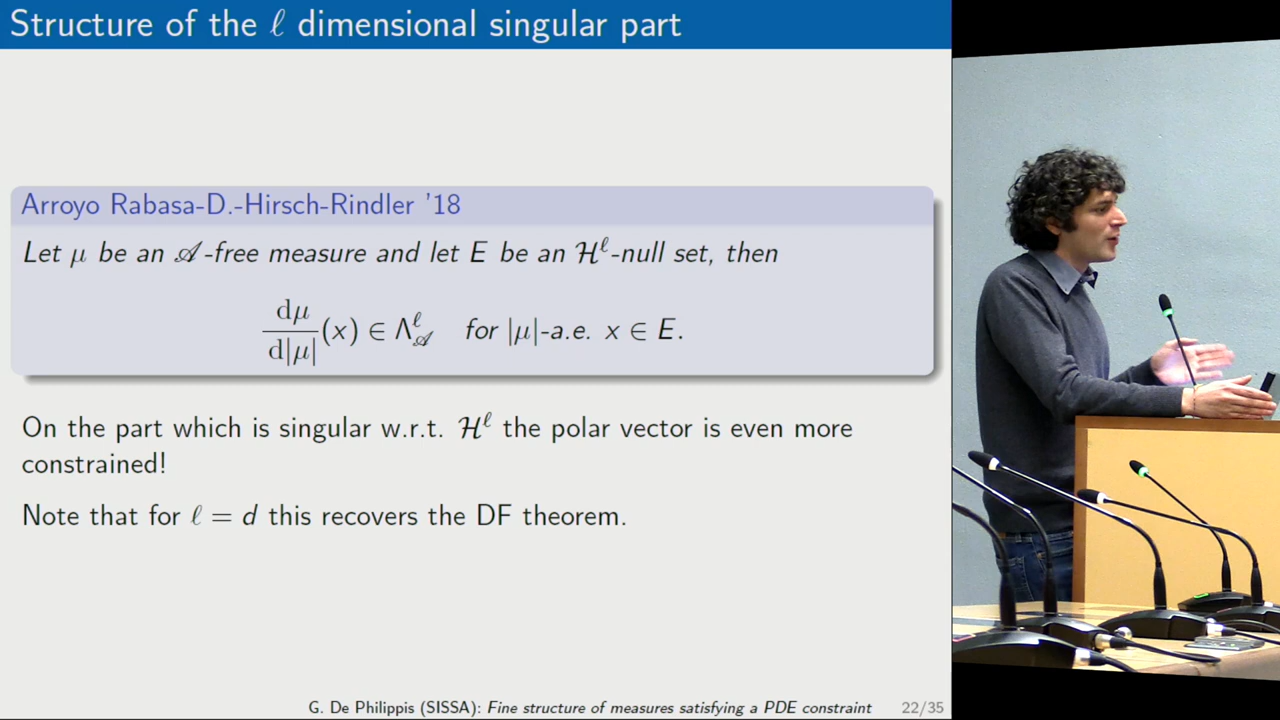 Structure of the ℓ dimensional singular part
Arroyo Rabasa-D.-Hirsch-Rindler '18
Let μ be an 𝒜-free measure and let E be an ℋ^ℓ-null set, then
dμ/d|μ| (x) ∈ Λ^ℓ_𝒜 for |μ|-a.e. x ∈ E.
On the part which is singular w.r.t. ℋ^ℓ the polar vector is even more
constrained!
Note that for ℓ = d this recovers the DF theorem.
G. De Philippis (SISSA): Fine structure of measures satisfying a PDE constraint 22/35